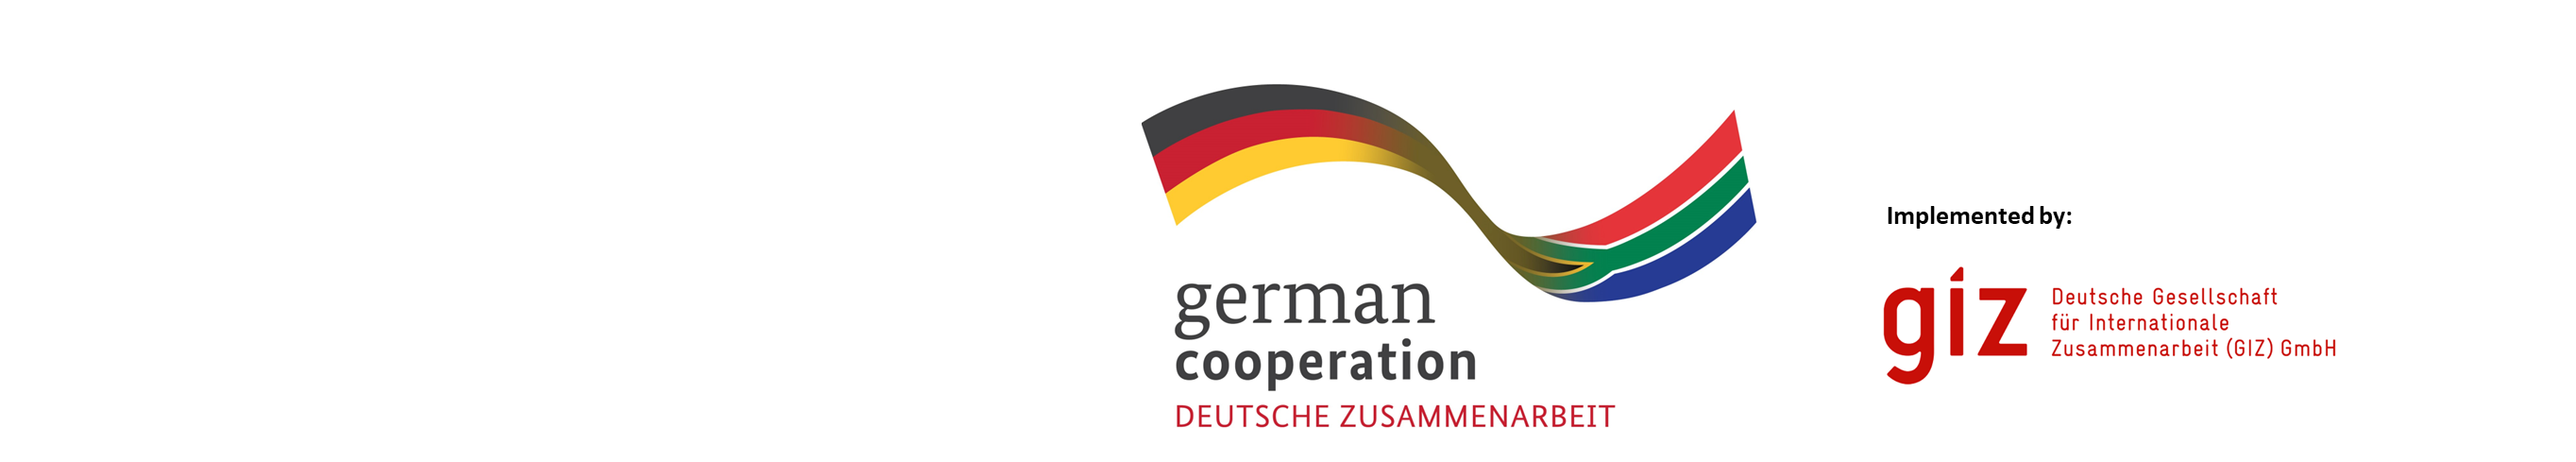 german
cooperation
DEUTSCHE ZUSAMMENARBEIT
Implemented by:
giz
Deutsche Gesellschaft
für Internationale
Zusammenarbeit (GIZ) GmbH